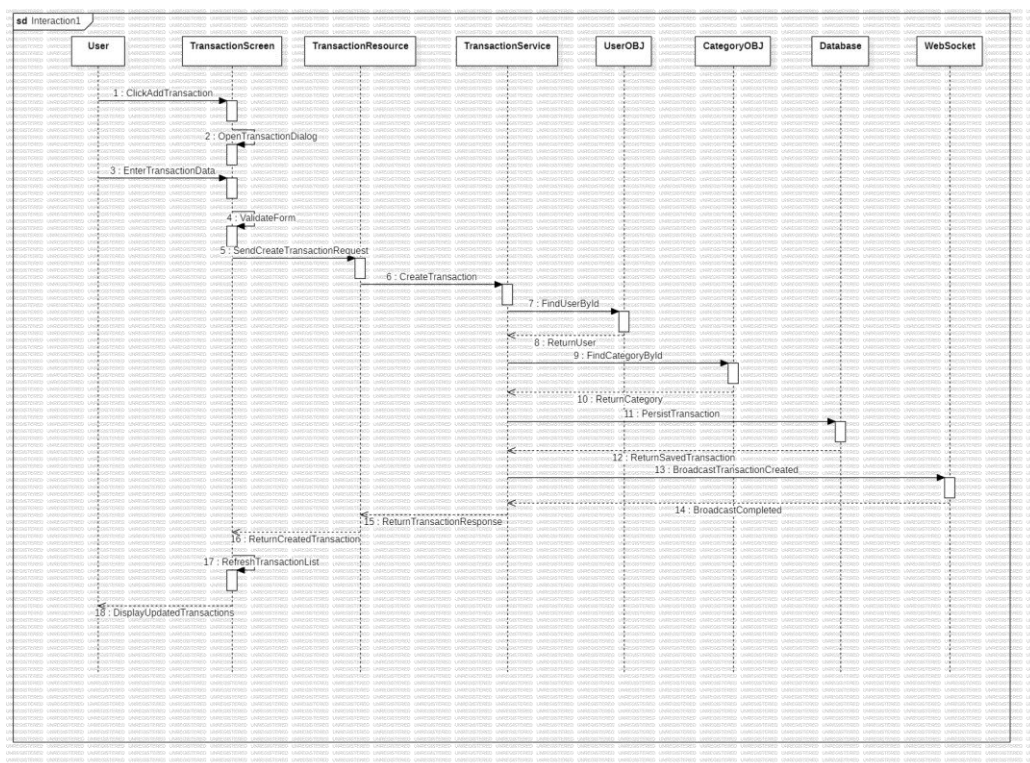 sd Interaction1
User TransactionScreen TransactionResource TransactionService UserOBJ CategoryOBJ Database WebSocket
1 : ClickAddTransaction
2 : OpenTransactionDialog
3 : EnterTransactionData
4 : ValidateForm
5 : SendCreateTransactionRequest
6 : CreateTransaction
7 : FindUserById
8 : ReturnUser
9 : FindCategoryById
10 : ReturnCategory
11 : PersistTransaction
12 : ReturnSavedTransaction
13 : BroadcastTransactionCreated
14 : BroadcastCompleted
15 : ReturnTransactionResponse
16 : ReturnCreatedTransaction
17 : RefreshTransactionList
18 : DisplayUpdatedTransactions